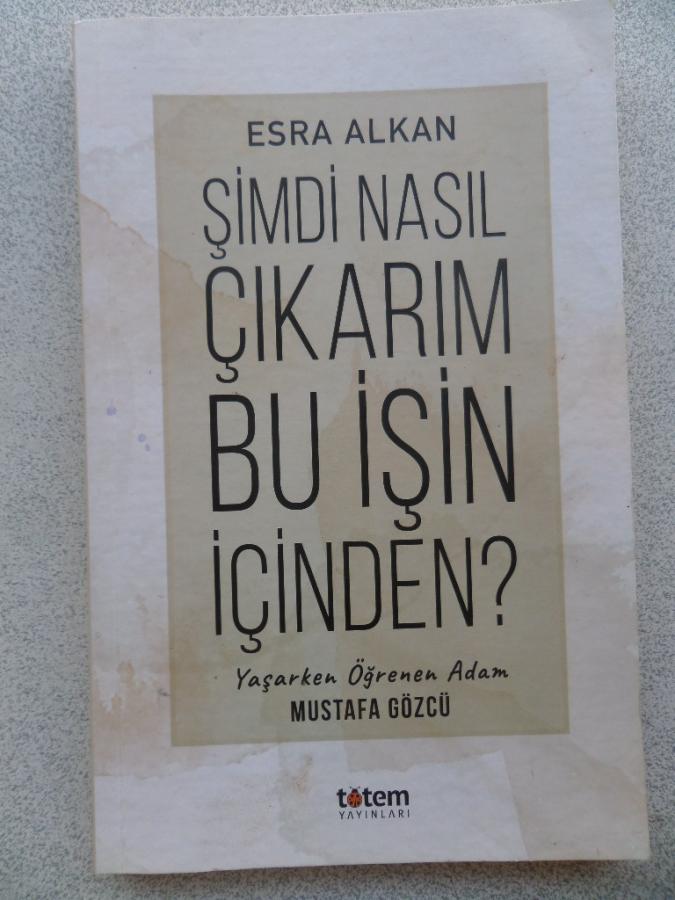 ESRA ALKAN
ŞİMDİ NASIL
ÇIKARIM
BU İŞİN
İÇİNDEN?
Yaşarken Öğrenen Adam
MUSTAFA GÖZCÜ
totem
YAYINLARI